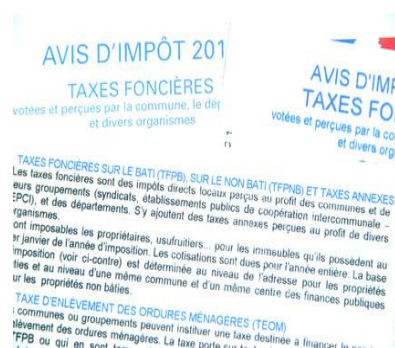 AVIS D'IMPÔT 201
TAXES FONCIÈRES
votées et perçues par la commune, le dé
et divers organismes
AVIS D'IM
TAXES FO
votées et perçues par la co
et divers org
TAXES FONCIÈRES SUR LE BATI (TFPB), SUR LE NON BATI (TFPNB) ET TAXES ANNEXES
Les taxes foncières sont des impôts directs locaux perçus au profit des communes et de
eurs groupements (syndicats, établissements publics de coopération intercommunale -
EPCI), et des départements. S'y ajoutent des taxes annexes perçues au profit de divers
rganismes.
ont imposables les propriétaires, usufruitiers... pour les immeubles qu'ils possèdent au
er janvier de l'année d'imposition. Les cotisations sont dues pour l'année entière. La base
imposition (voir ci-contre) est déterminée au niveau de l'adresse pour les propriétés
ties et au niveau d'une même commune et d'un même centre des finances publiques
ur les propriétés non bâties.
TAXE D'ENLÈVEMENT DES ORDURES MÉNAGÈRES (TEOM)
communes ou groupements peuvent instituer une taxe destinée à financer le
lèvement des ordures ménagères. La taxe porte sur
TFPB ou qui en sont